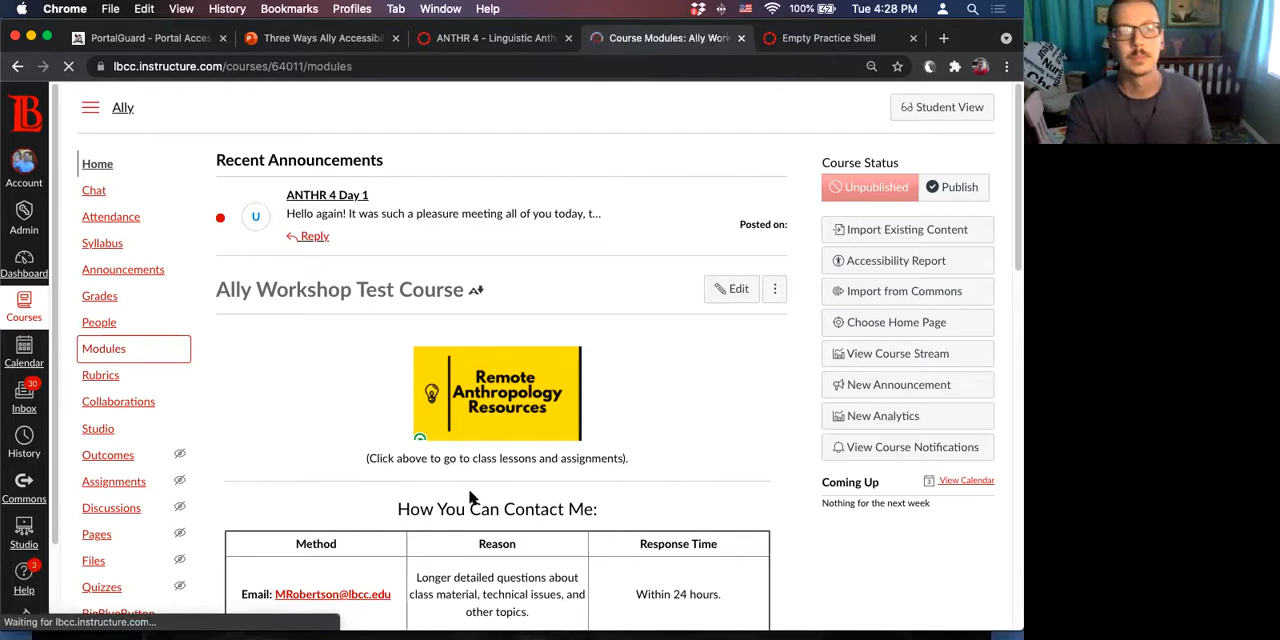 Chrome File Edit View History Bookmarks Profiles Tab Window Help 100% Tue 4:28 PM
PortalGuard - Portal Acces × Three Ways Ally Accessibi × ANTHR 4 - Linguistic Anth × Course Modules: Ally Work × Empty Practice Shell × +
lbcc.instructure.com/courses/64011/modules
Ally
Student View
Home
Chat
Attendance
Syllabus
Announcements
Grades
People
Modules
Rubrics
Collaborations
Studio
Outcomes
Assignments
Discussions
Pages
Files
Quizzes
BigBlueButton
LB
Account
Admin
Dashboard
Courses
Calendar
30
Inbox
History
Commons
Studio
3
Help
Recent Announcements
U
ANTHR 4 Day 1
Hello again! It was such a pleasure meeting all of you today, t...
Reply
Posted on:
Ally Workshop Test Course
Edit
Remote
Anthropology
Resources
(Click above to go to class lessons and assignments).
How You Can Contact Me:
Method Reason Response Time
Email: MRobertson@lbcc.edu
Longer detailed questions about
class material, technical issues, and
other topics.
Within 24 hours.
Course Status
Unpublished Publish
Import Existing Content
Accessibility Report
Import from Commons
Choose Home Page
View Course Stream
New Announcement
New Analytics
View Course Notifications
Coming Up View Calendar
Nothing for the next week
Waiting for lbcc.instructure.com...